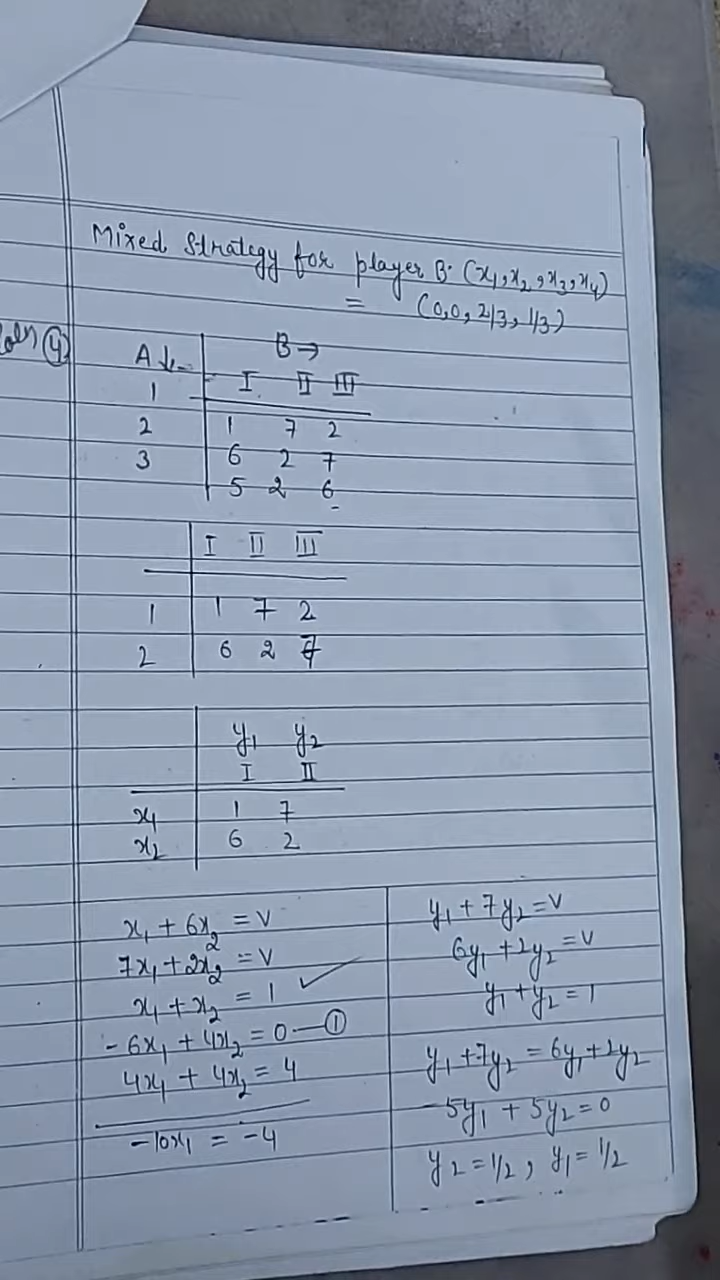 Mixed Strategy for player B. (x1, x2, x3, x4)
= (0, 0, 2/3, 1/3)
Soln (4)
A ↓ B →
1 I II III
2 1 7 2
3 6 2 7
5 2 6
I II III
1 1 7 2
2 6 2 7
y1 y2
I II
x1 1 7
x2 6 2
x1 + 6x2 = V
7x1 + 2x2 = V
x1 + x2 = 1 ✓
-6x1 + 4x2 = 0 — ①
4x1 + 4x2 = 4
-10x1 = -4
y1 + 7y2 = V
6y1 + 2y2 = V
y1 + y2 = 1
y1 + 7y2 = 6y1 + 2y2
-5y1 + 5y2 = 0
y2 = 1/2, y1 = 1/2